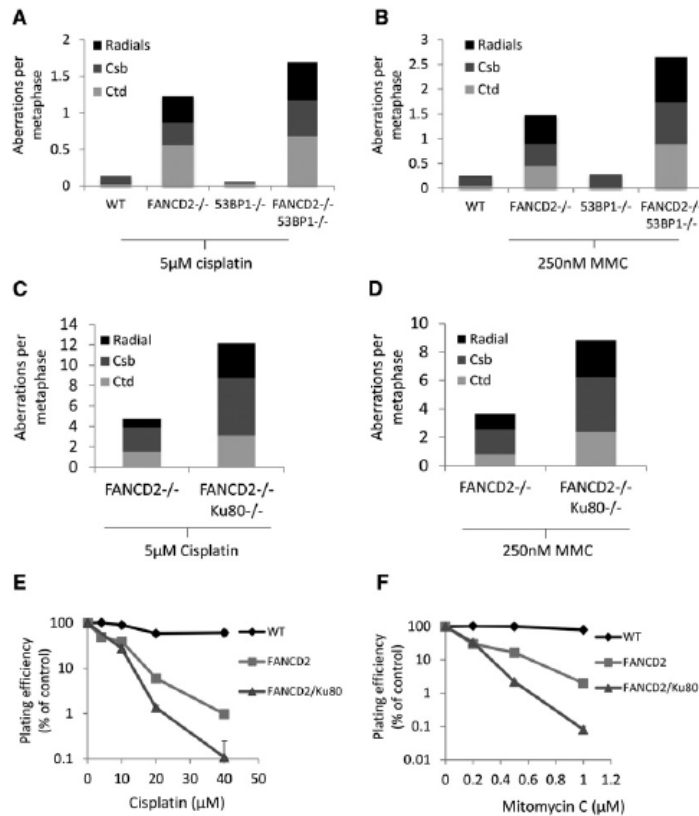 A
Aberrations per
metaphase
2
1.5
1
0.5
0
Radials
Csb
Ctd
WT FANCD2-/- 53BP1-/- FANCD2-/-
53BP1-/-
5µM cisplatin
B
Aberrations per
metaphase
3
2.5
2
1.5
1
0.5
0
Radials
Csb
Ctd
WT FANCD2-/- 53BP1-/- FANCD2-/-
53BP1-/-
250nM MMC
C
Aberrations per
metaphase
14
12
10
8
6
4
2
0
Radial
Csb
Ctd
FANCD2-/- FANCD2-/-
Ku80-/-
5µM Cisplatin
D
Aberrations per
metaphase
10
8
6
4
2
0
Radial
Csb
Ctd
FANCD2-/- FANCD2-/-
Ku80-/-
250nM MMC
E
Plating efficiency
(% of control)
100
10
1
0.1
0 10 20 30 40 50
Cisplatin (µM)
WT
FANCD2
FANCD2/Ku80
F
Plating efficiency
(% of control)
100
10
1
0.1
0.01
0 0.2 0.4 0.6 0.8 1 1.2
Mitomycin C (µM)
WT
FANCD2
FANCD2/Ku80